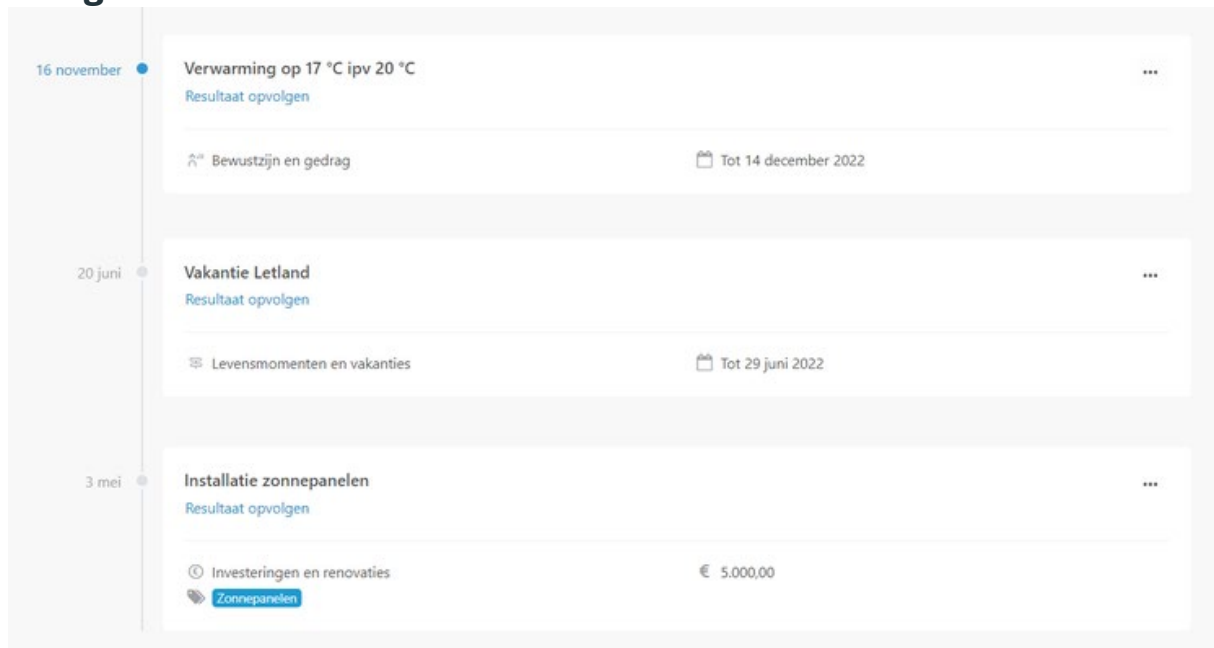 16 november
Verwarming op 17 °C ipv 20 °C
Resultaat opvolgen
Bewustzijn en gedrag
Tot 14 december 2022
20 juni
Vakantie Letland
Resultaat opvolgen
Levensmomenten en vakanties
Tot 29 juni 2022
3 mei
Installatie zonnepanelen
Resultaat opvolgen
Investeringen en renovaties
€ 5.000,00
Zonnepanelen